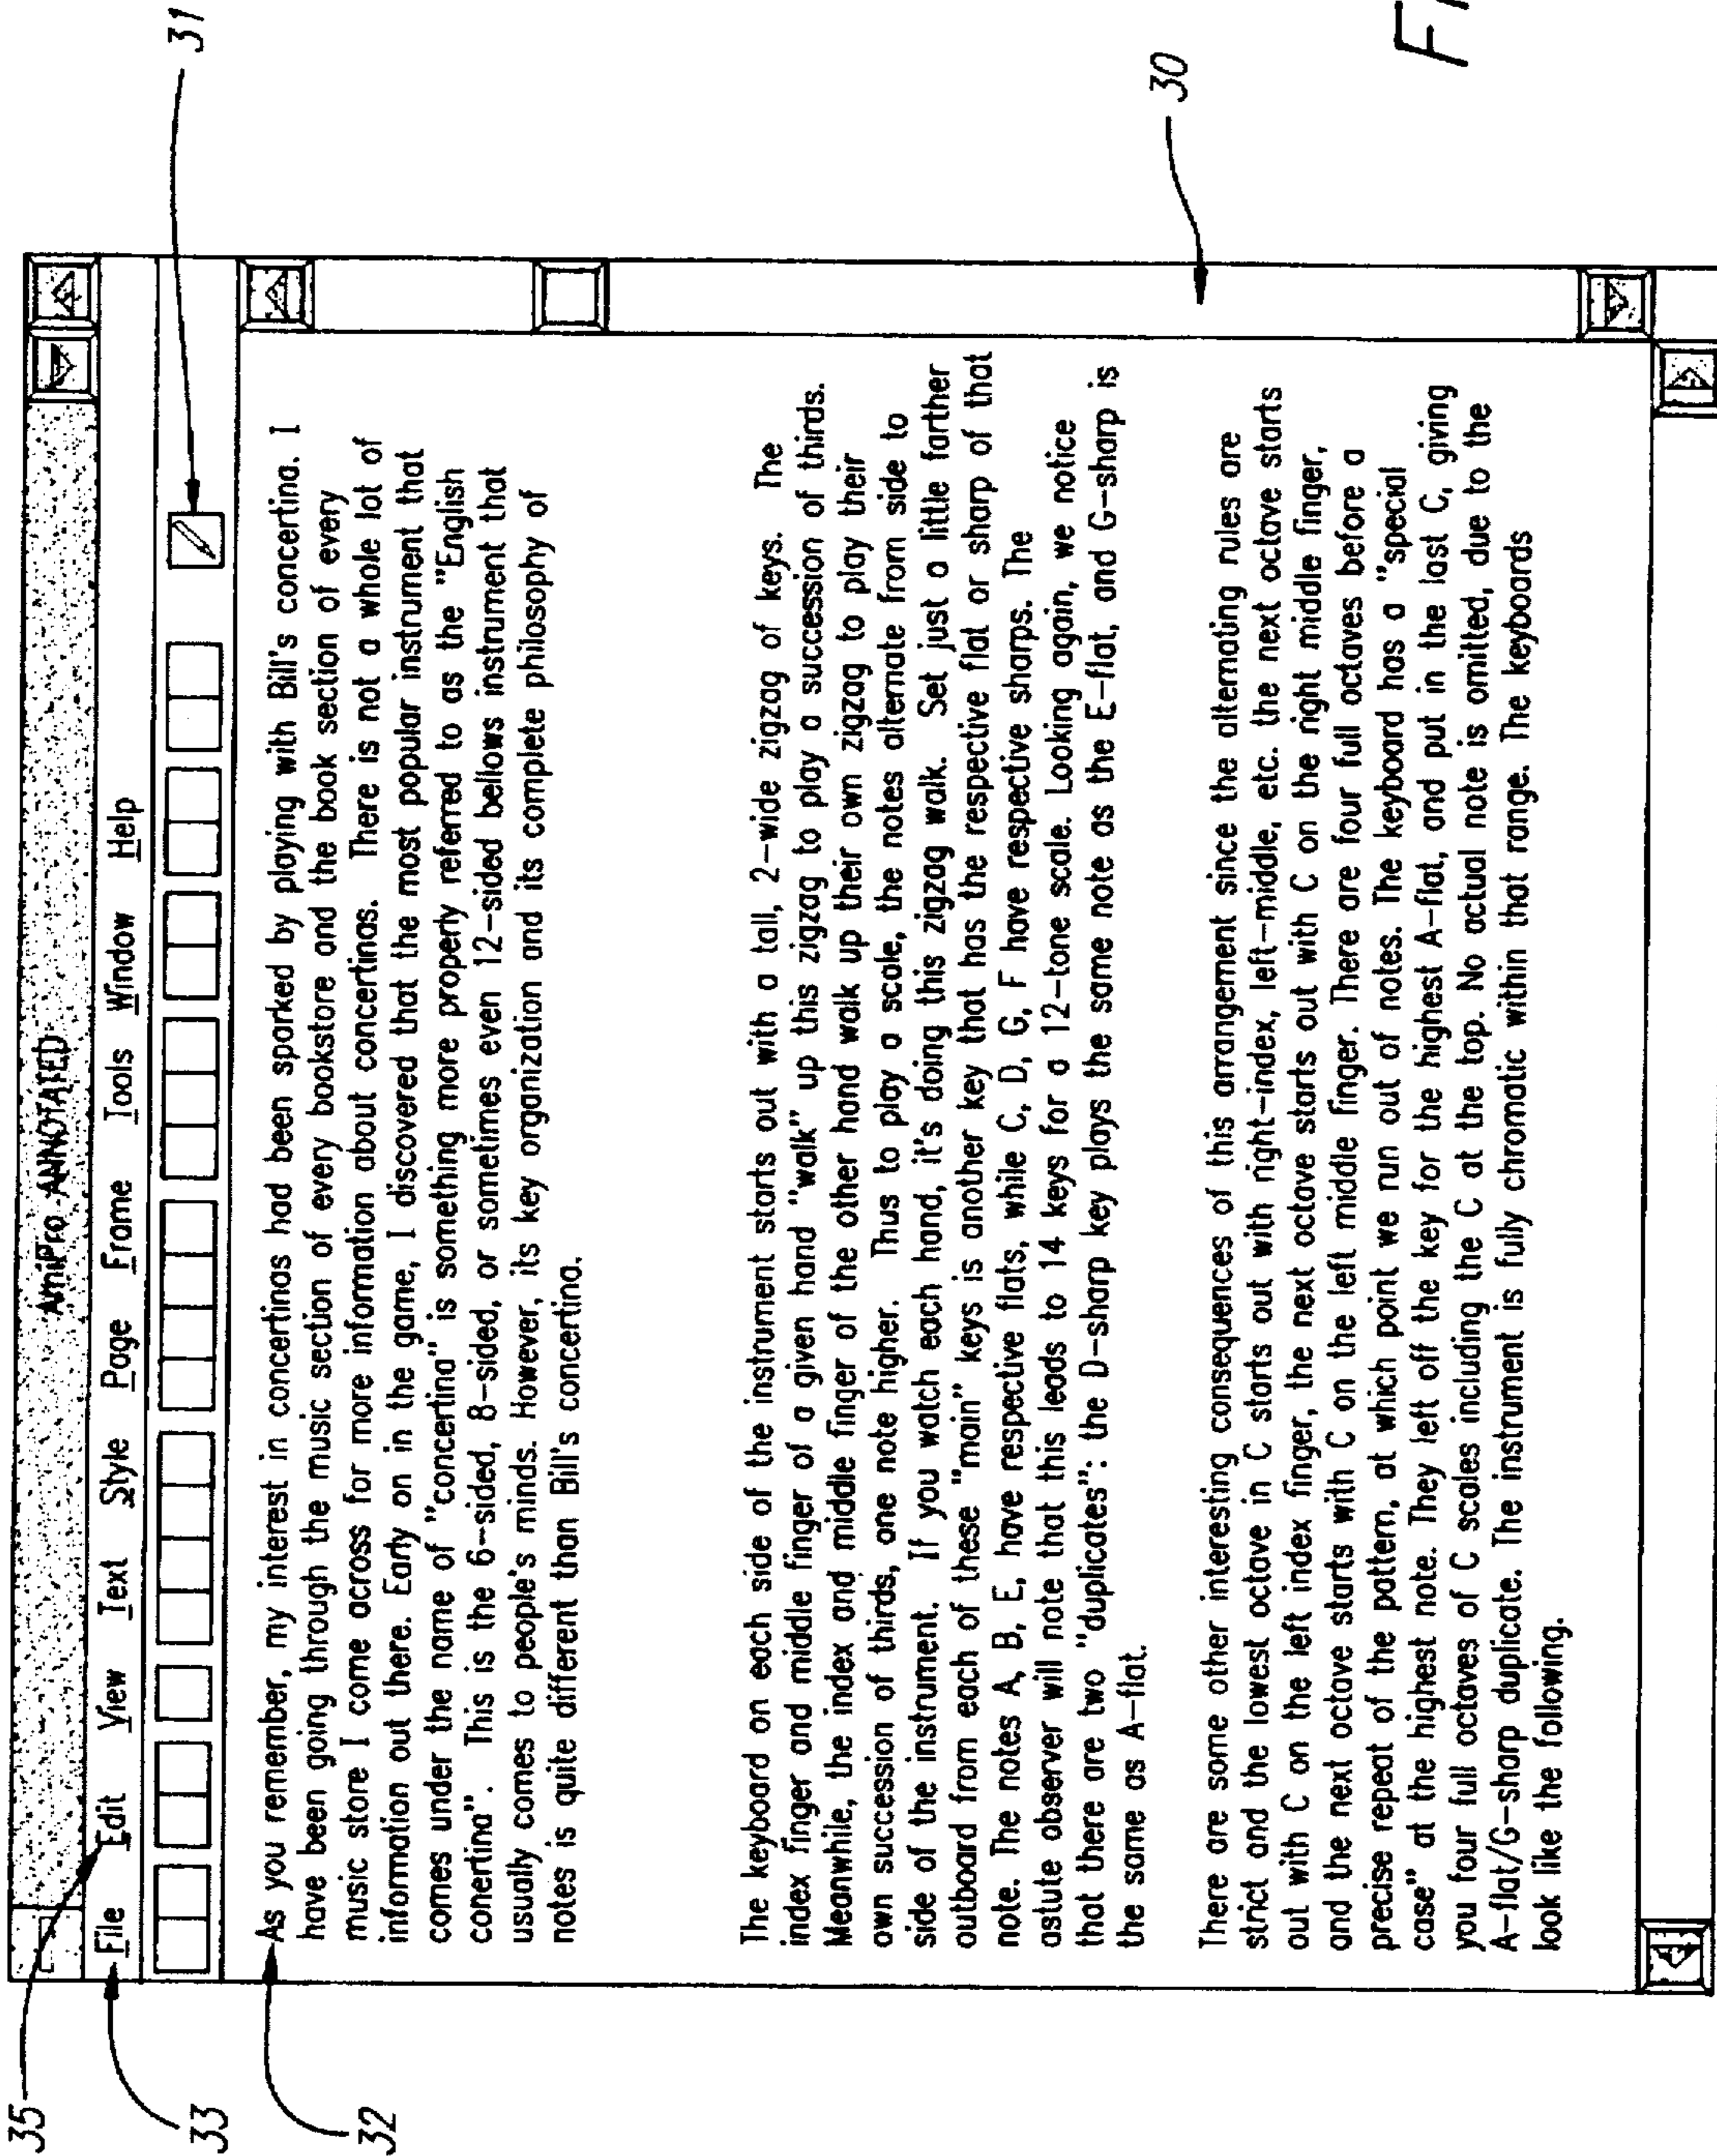 AmiPro ANNOTATED
File Edit View Text Style Page Frame Tools Window Help
As you remember, my interest in concertinas had been sparked by playing with Bill's concertina. I
have been going through the music section of every bookstore and the book section of every
music store I come across for more information about concertinas. There is not a whole lot of
information out there. Early on in the game, I discovered that the most popular instrument that
comes under the name of "concertina" is something more properly referred to as the "English
conertina". This is the 6-sided, 8-sided, or sometimes even 12-sided bellows instrument that
usually comes to people's minds. However, its key organization and its complete philosophy of
notes is quite different than Bill's concertina.
The keyboard on each side of the instrument starts out with a tall, 2-wide zigzag of keys. The
index finger and middle finger of a given hand "walk" up this zigzag to play a succession of thirds.
Meanwhile, the index and middle finger of the other hand walk up their own zigzag to play their
own succession of thirds, one note higher. Thus to play a scale, the notes alternate from side to
side of the instrument. If you watch each hand, it's doing this zigzag walk. Set just a little farther
outboard from each of these "main" keys is another key that has the respective flat or sharp of that
note. The notes A, B, E, have respective flats, while C, D, G, F have respective sharps. The
astute observer will note that this leads to 14 keys for a 12-tone scale. Looking again, we notice
that there are two "duplicates": the D-sharp key plays the same note as the E-flat, and G-sharp is
the same as A-flat.
There are some other interesting consequences of this arrangement since the alternating rules are
strict and the lowest octave in C starts out with right-index, left-middle, etc. the next octave starts
out with C on the left index finger, the next octave starts out with C on the right middle finger,
and the next octave starts with C on the left middle finger. There are four full octaves before a
precise repeat of the pattern, at which point we run out of notes. The keyboard has a "special
case" at the highest note. They left off the key for the highest A-flat, and put in the last C, giving
you four full octaves of C scales including the C at the top. No actual note is omitted, due to the
A-flat/G-sharp duplicate. The instrument is fully chromatic within that range. The keyboards
look like the following.
35
33
32
31
30